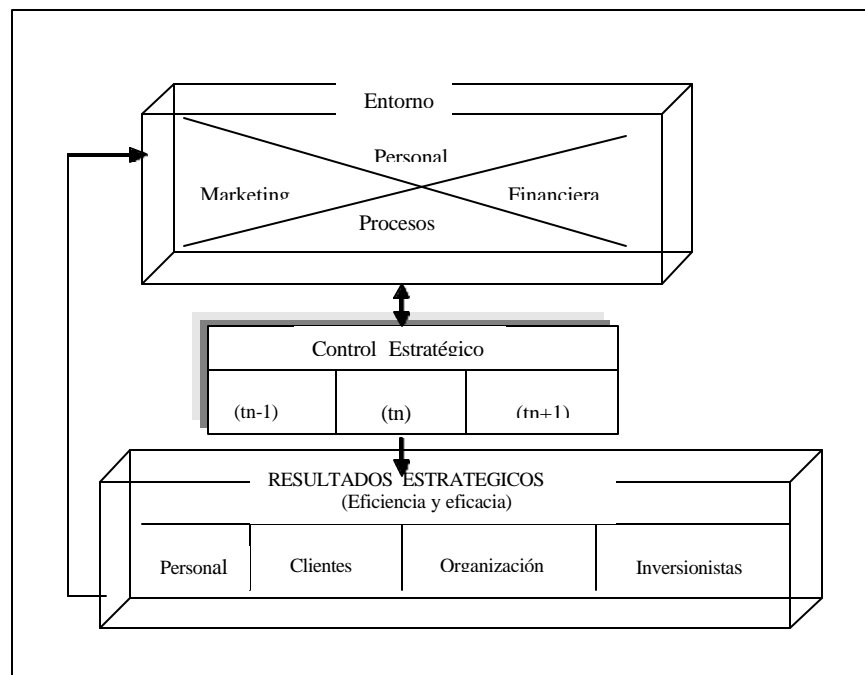 Entorno
Personal
Marketing
Financiera
Procesos
Control Estratégico
(tn-1) (tn) (tn+1)
RESULTADOS ESTRATEGICOS
(Eficiencia y eficacia)
Personal Clientes Organización Inversionistas